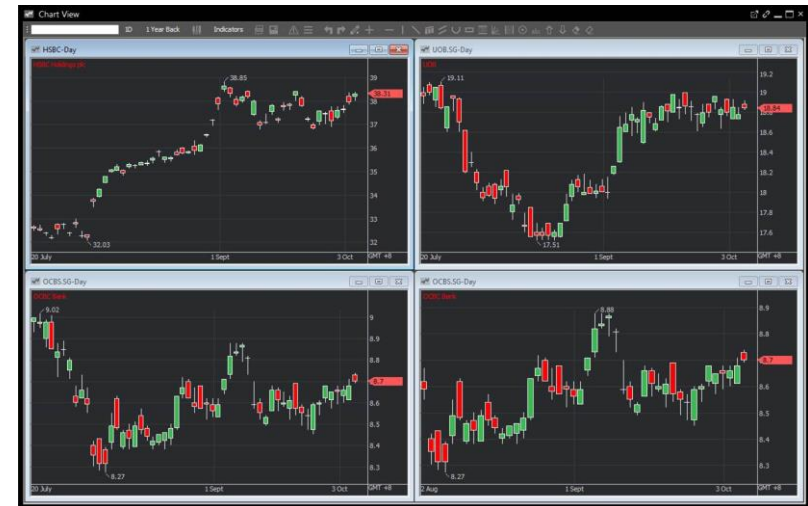 Chart View
1D 1 Year Back Indicators
HSBC-Day
HSBC Holdings plc
38.85
39
38.31
38
37
36
35
34
33
32.03
32
20 July 1 Sept 3 Oct GMT +8
UOB.SG-Day
UOB
19.11
19.2
19
18.84
18.6
18.4
18.2
18
17.8
17.6
17.51
20 July 1 Sept 3 Oct GMT +8
OCBS.SG-Day
OCBC Bank
9.02
9
8.9
8.8
8.7
8.6
8.5
8.4
8.3
8.27
20 July 1 Sept 3 Oct GMT +8
OCBS.SG-Day
OCBC Bank
8.88
8.9
8.8
8.7
8.6
8.5
8.4
8.3
8.27
2 Aug 1 Sept 3 Oct GMT +8